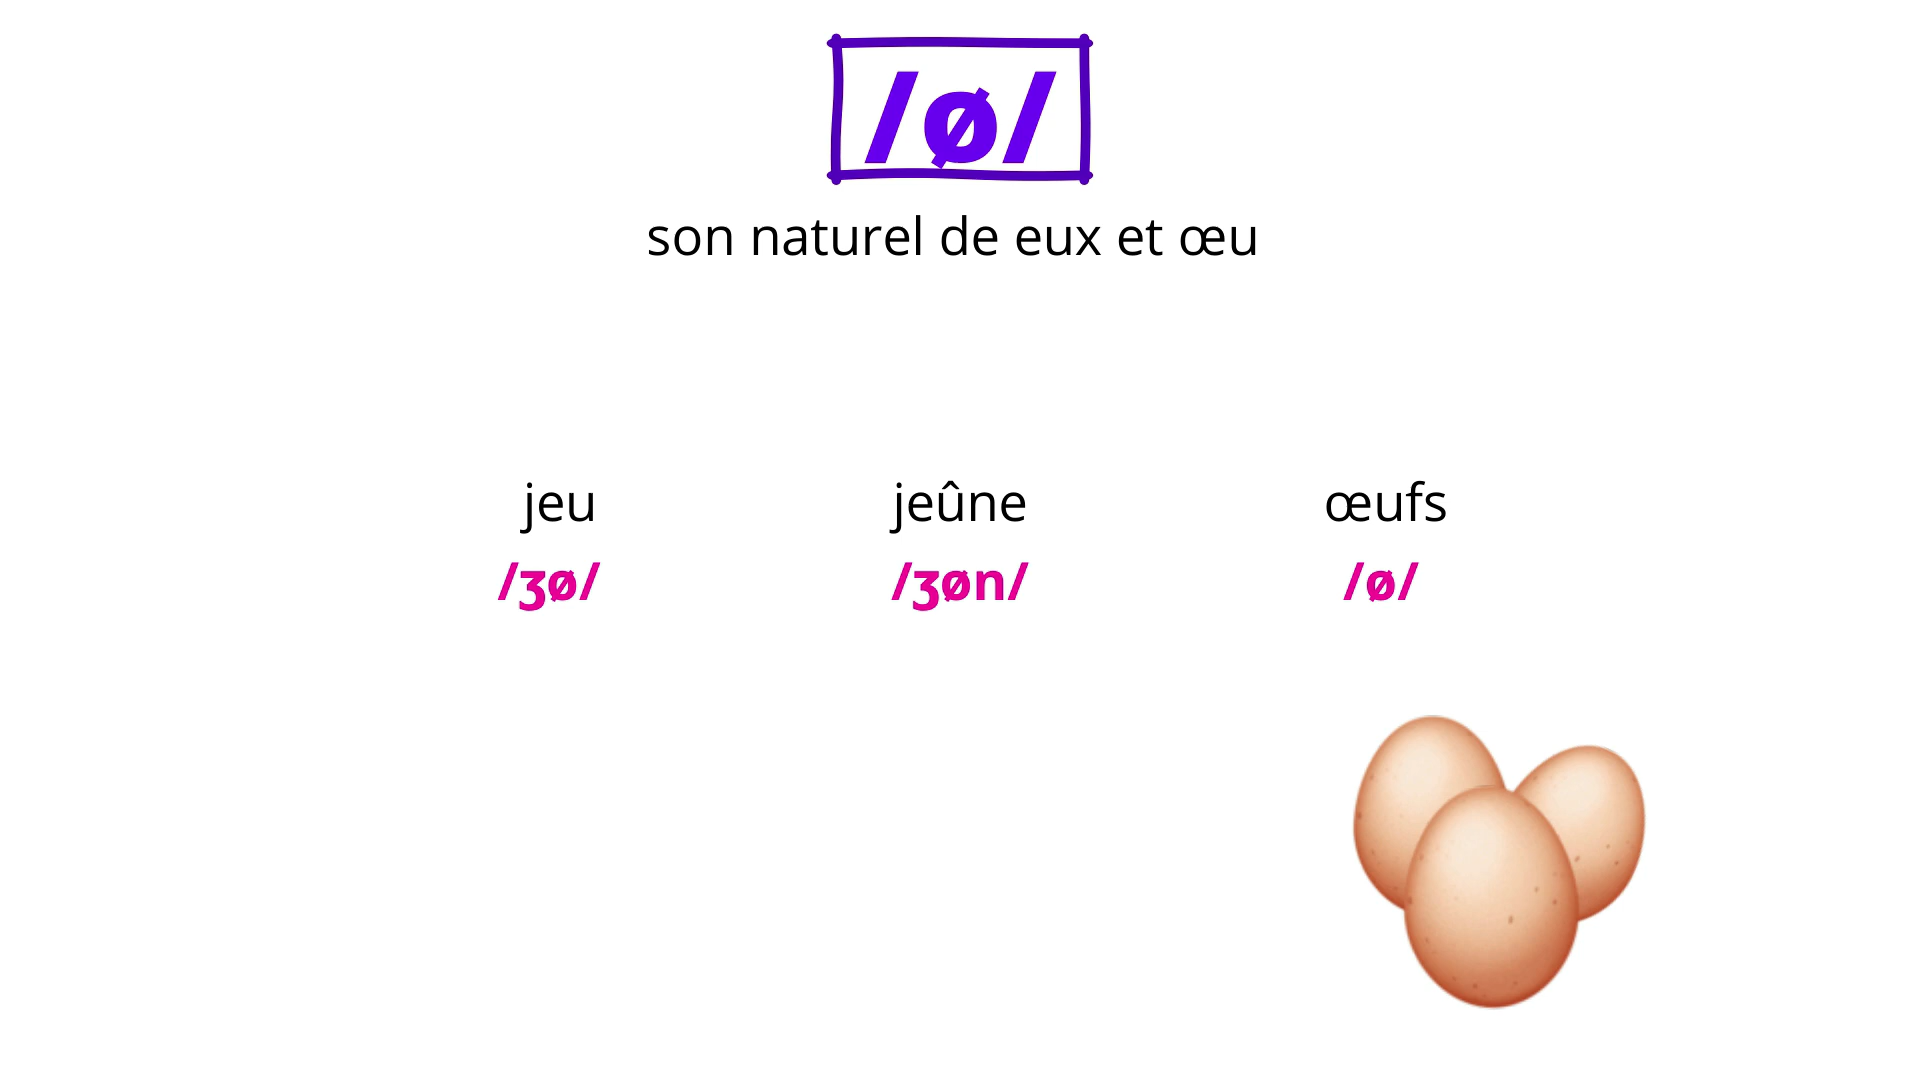 /ø/
son naturel de eux et œu
jeu jeûne œufs
/ʒø/ /ʒøn/ /ø/